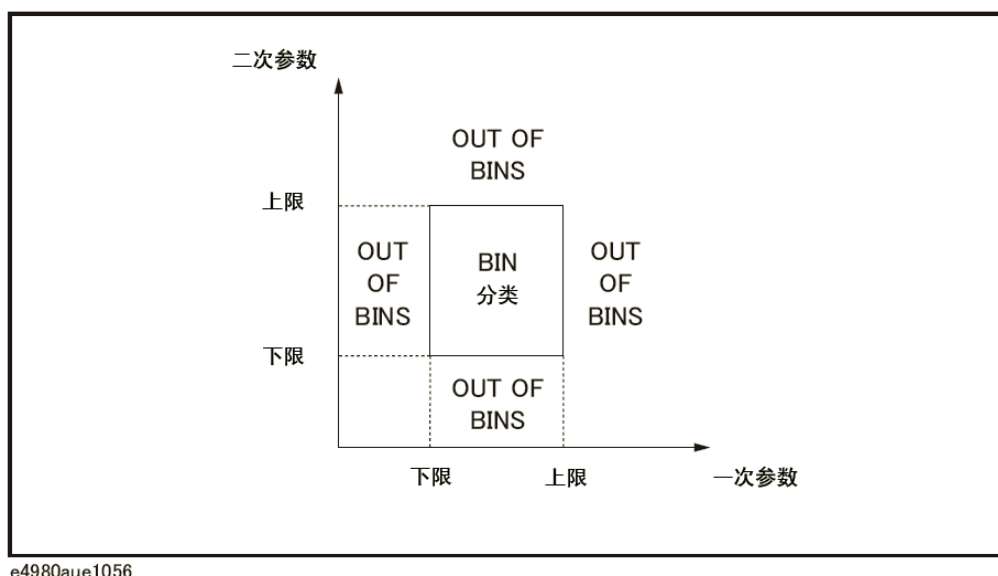 二次参数
OUT OF
BINS
上限
OUT
OF
BINS
BIN
分类
OUT
OF
BINS
下限
OUT OF
BINS
下限
上限
一次参数
e4980aue1056